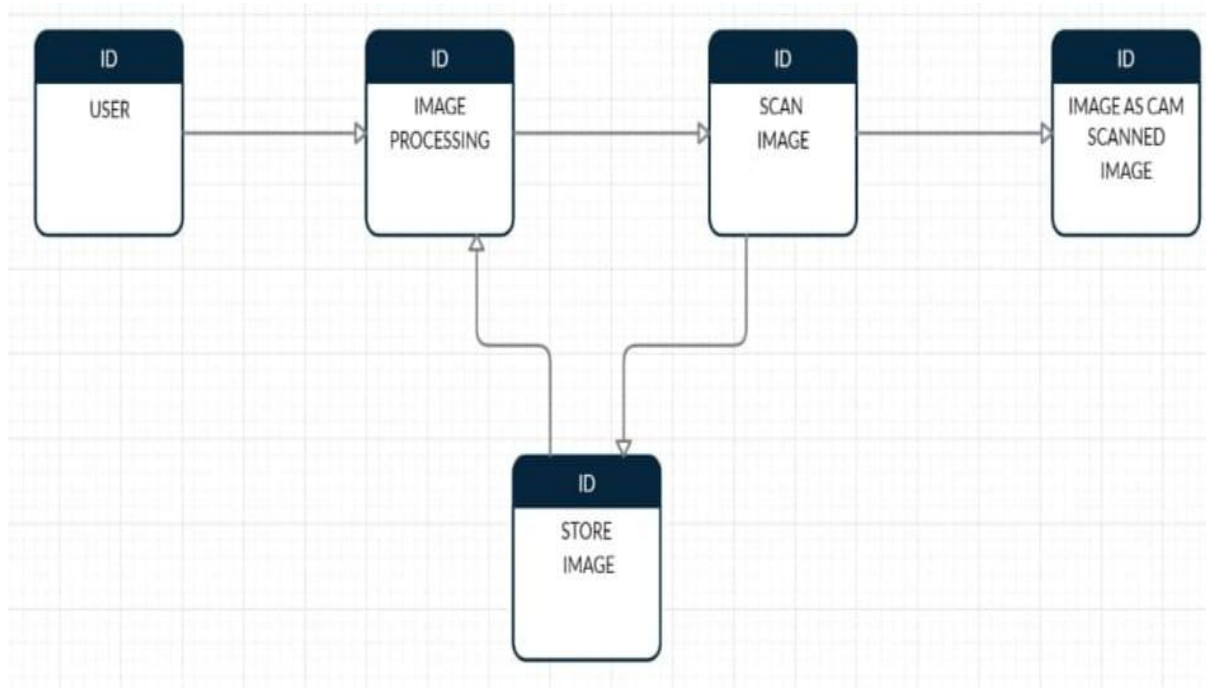 ID
USER
ID
IMAGE
PROCESSING
ID
SCAN
IMAGE
ID
IMAGE AS CAM
SCANNED
IMAGE
ID
STORE
IMAGE